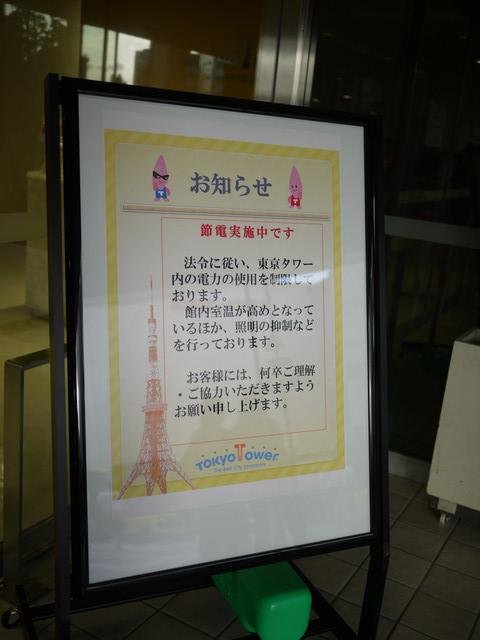 お知らせ
節電実施中です
法令に従い、東京タワー
内の電力の使用を制限して
おります。
館内室温が高めとなって
いるほか、照明の抑制など
を行っております。
お客様には、何卒ご理解
・ご協力いただきますよう
お願い申し上げます。
TOKYO TOWER